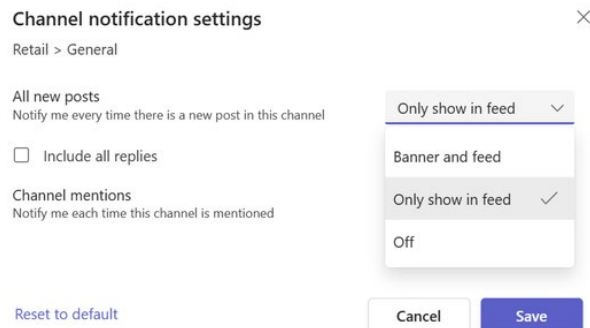 Channel notification settings
Retail > General
All new posts
Notify me every time there is a new post in this channel
Only show in feed
Include all replies
Banner and feed
Only show in feed
Off
Channel mentions
Notify me each time this channel is mentioned
Reset to default
Cancel
Save